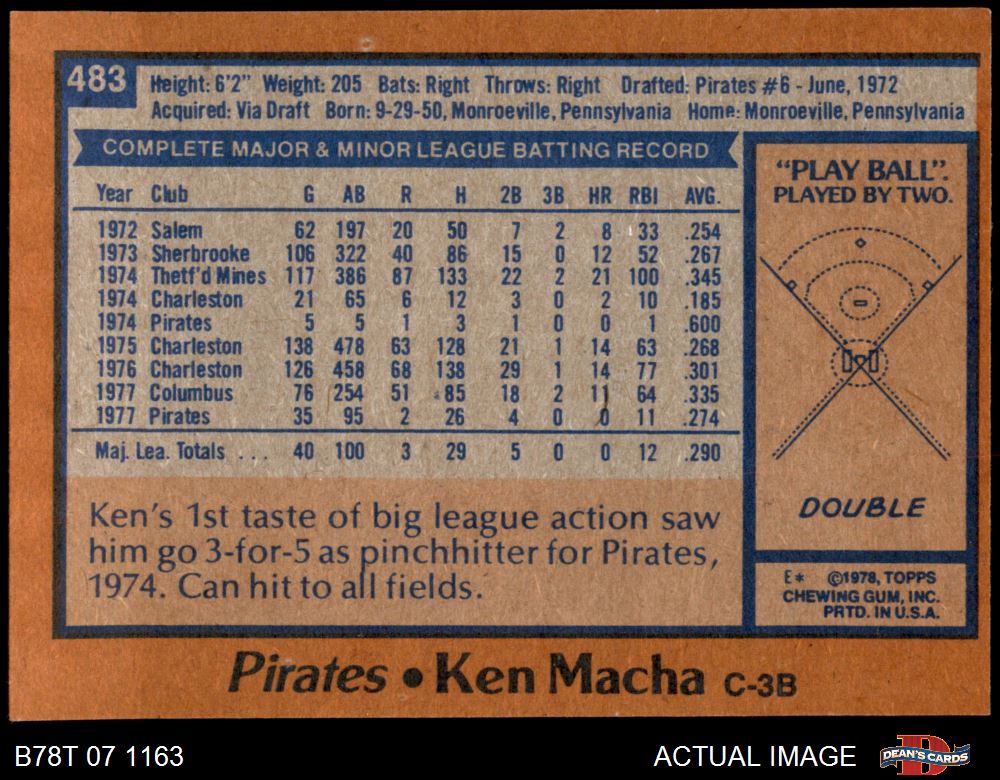 483
Height: 6'2" Weight: 205 Bats: Right Throws: Right Drafted: Pirates #6 - June, 1972
Acquired: Via Draft Born: 9-29-50, Monroeville, Pennsylvania Home: Monroeville, Pennsylvania
COMPLETE MAJOR & MINOR LEAGUE BATTING RECORD
Year Club G AB R H 2B 3B HR RBI AVG.
1972 Salem 62 197 20 50 7 2 8 33 .254
1973 Sherbrooke 106 322 40 86 15 0 12 52 .267
1974 Thetf'd Mines 117 386 87 133 22 2 21 100 .345
1974 Charleston 21 65 6 12 3 0 2 10 .185
1974 Pirates 5 5 1 3 1 0 0 1 .600
1975 Charleston 138 478 63 128 21 1 14 63 .268
1976 Charleston 126 458 68 138 29 1 14 77 .301
1977 Columbus 76 254 51 85 18 2 11 64 .335
1977 Pirates 35 95 2 26 4 0 0 11 .274
Maj. Lea. Totals . . . 40 100 3 29 5 0 0 12 .290
Ken's 1st taste of big league action saw
him go 3-for-5 as pinchhitter for Pirates,
1974. Can hit to all fields.
"PLAY BALL".
PLAYED BY TWO.
DOUBLE
E* ©1978, TOPPS
CHEWING GUM, INC.
PRTD. IN U.S.A.
Pirates • Ken Macha C-3B
B78T 07 1163
ACTUAL IMAGE
D
DEAN'S CARDS